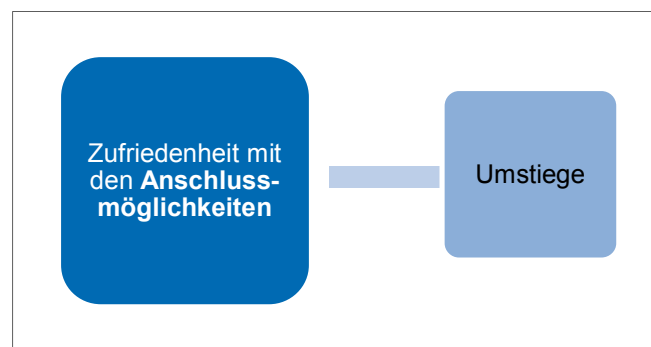 Zufriedenheit mit
den Anschluss-
möglichkeiten
Umstiege